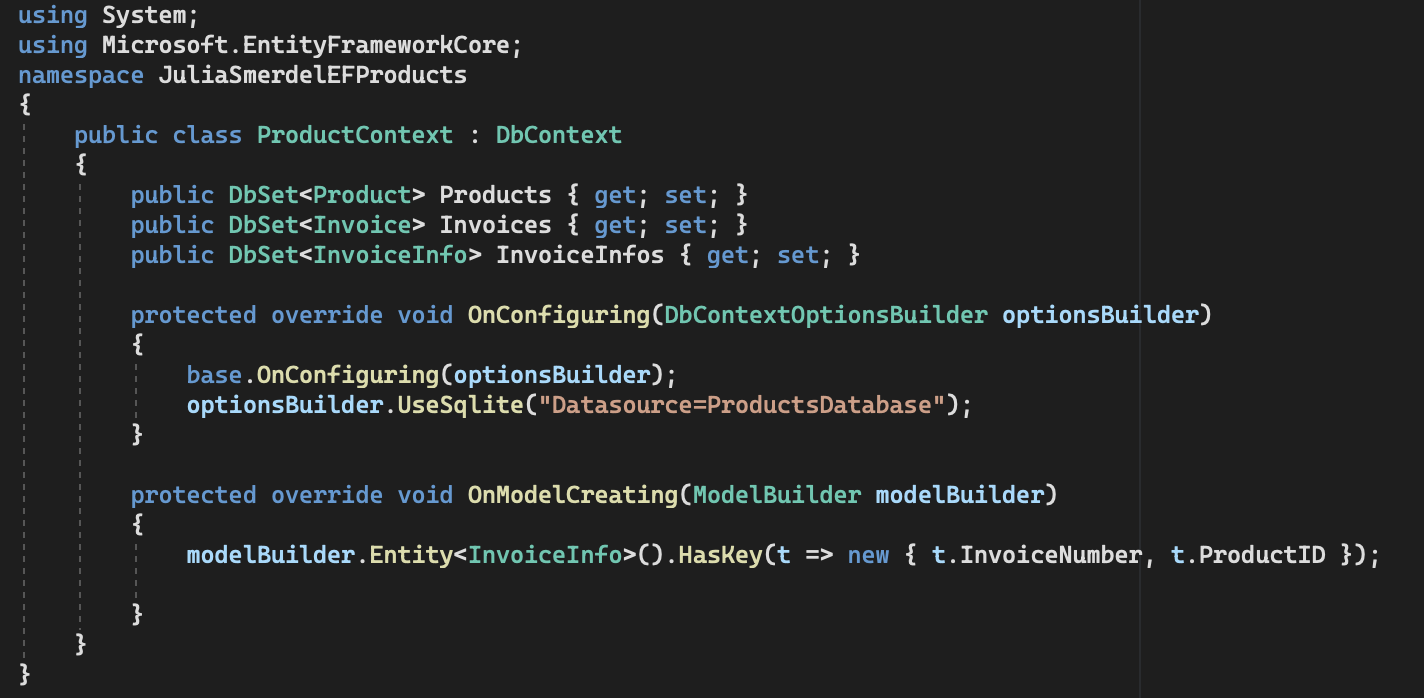 using System;
using Microsoft.EntityFrameworkCore;
namespace JuliaSmerdelEFProducts
{
    public class ProductContext : DbContext
    {
        public DbSet<Product> Products { get; set; }
        public DbSet<Invoice> Invoices { get; set; }
        public DbSet<InvoiceInfo> InvoiceInfos { get; set; }

        protected override void OnConfiguring(DbContextOptionsBuilder optionsBuilder)
        {
            base.OnConfiguring(optionsBuilder);
            optionsBuilder.UseSqlite("Datasource=ProductsDatabase");
        }

        protected override void OnModelCreating(ModelBuilder modelBuilder)
        {
            modelBuilder.Entity<InvoiceInfo>().HasKey(t => new { t.InvoiceNumber, t.ProductID });

        }
    }
}